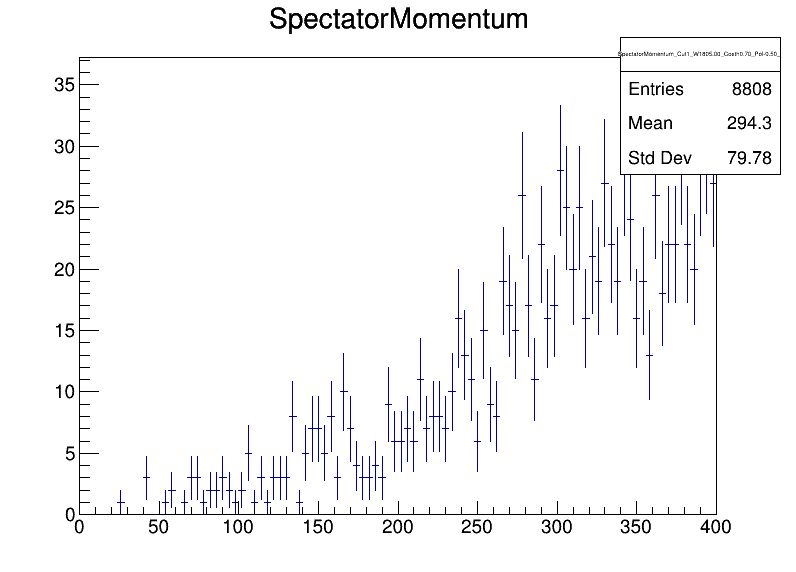 SpectatorMomentum
SpectatorMomentum_Cut1_W1805.00_Costh0.70_Pol-0.50_
Entries 8808
Mean 294.3
Std Dev 79.78
35
30
25
20
15
10
5
0
0 50 100 150 200 250 300 350 400